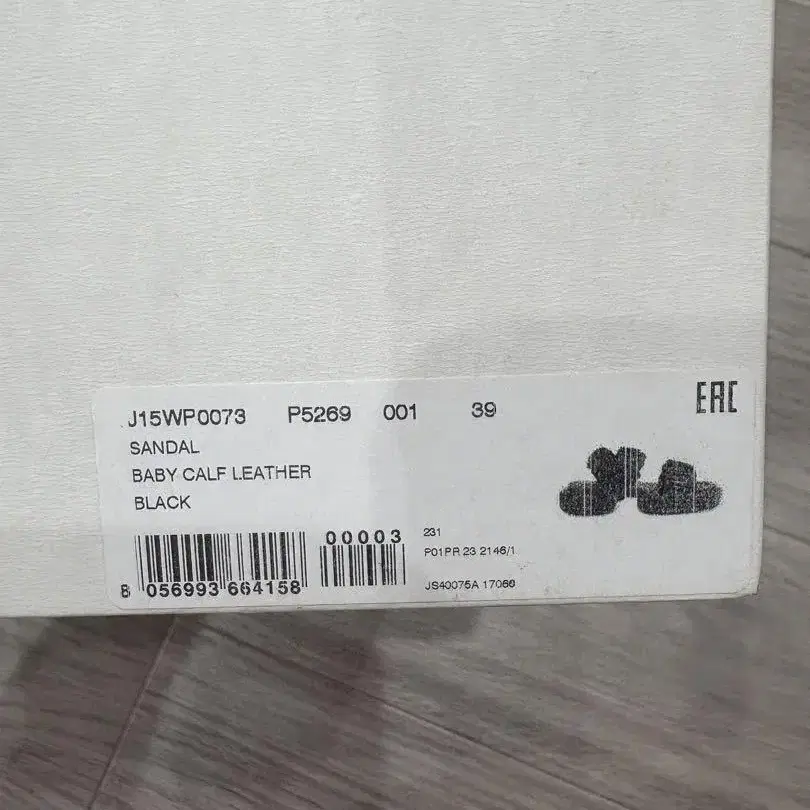 J15WP0073 P5269 001 39
EAC
SANDAL
BABY CALF LEATHER
BLACK
00003
8 056993 664158
231
P01PR 23 2146/1
JS40075A 17066